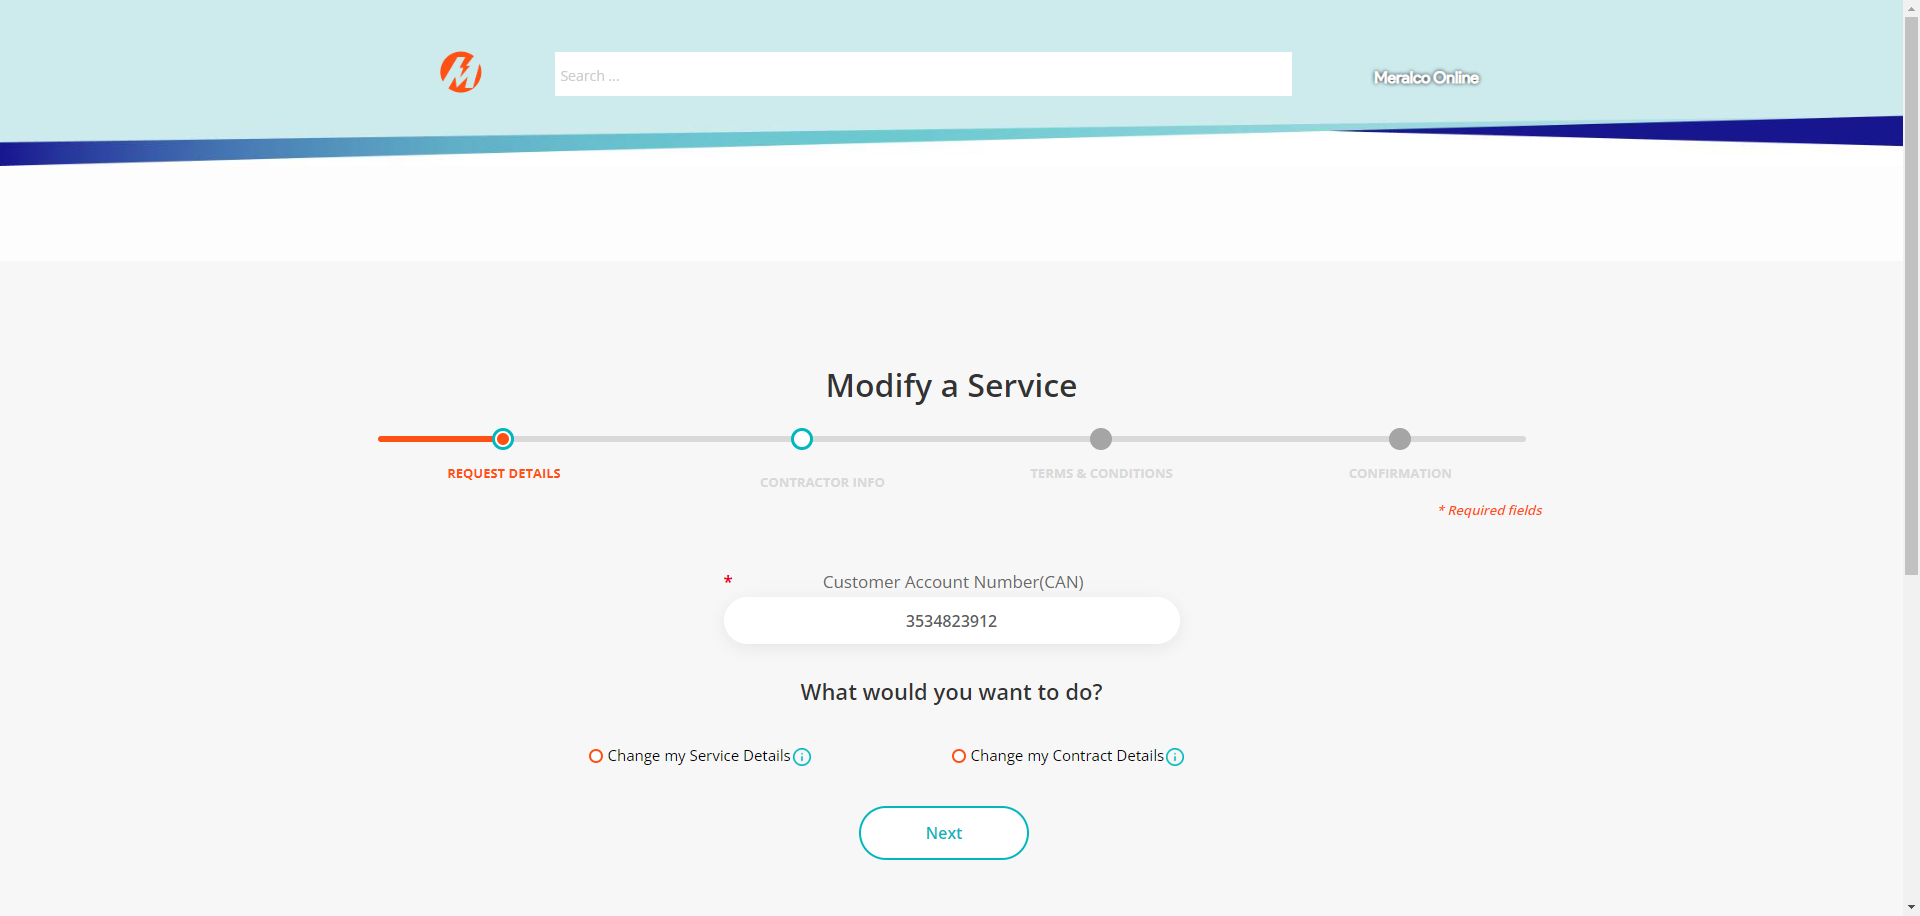 Search ...
Meralco Online
Modify a Service
REQUEST DETAILS
CONTRACTOR INFO
TERMS & CONDITIONS
CONFIRMATION
* Required fields
* Customer Account Number(CAN)
3534823912
What would you want to do?
Change my Service Details
Change my Contract Details
Next